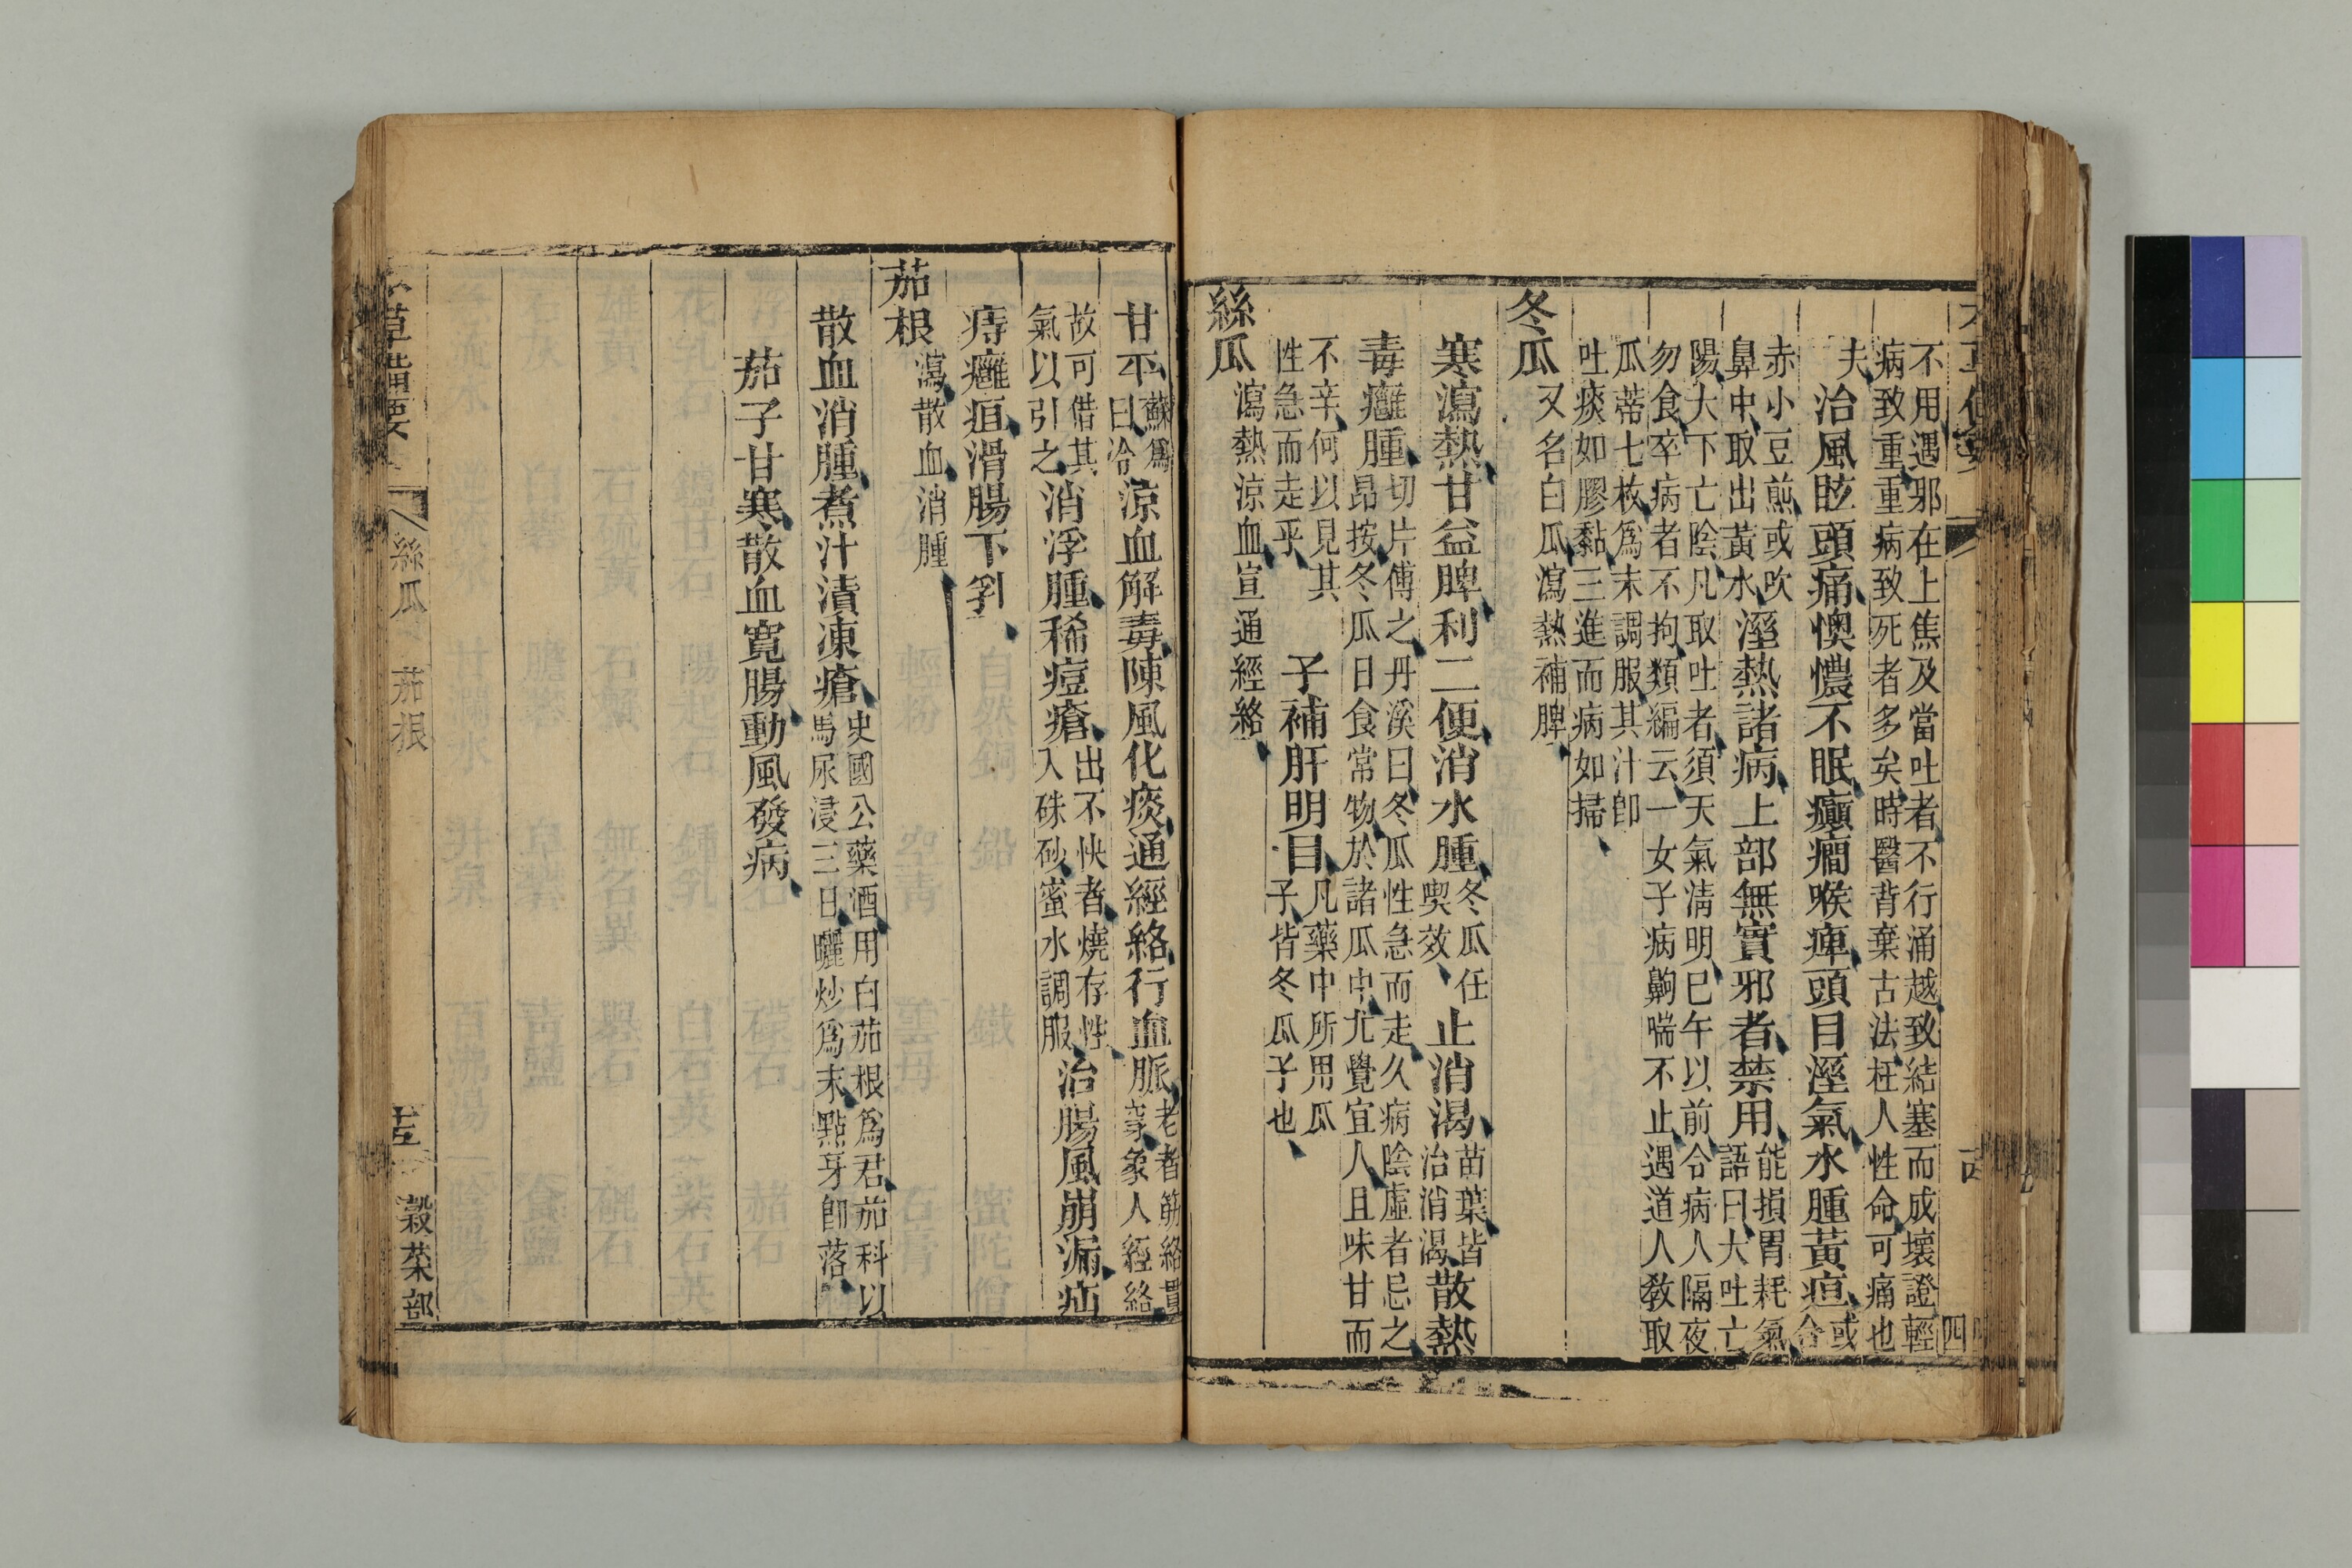 不用遇邪在上焦及當吐者不行涌越致結塞而成壞證輕
病致重重病致死者多矣時醫背棄古法枉人性命可痛也
夫治風眩頭痛懊憹不眠癲癇喉痺頭目溼氣水腫黃疸或合
赤小豆煎或吹
鼻中取出黃水溼熱諸病上部無實邪者禁用能損胃耗氣
語曰大吐亡
陽大下亡陰凡取吐者須天氣清明巳午以前令病人隔夜
勿食卒病者不拘類編云一女子病齁喘不止遇道人教取
瓜蒂七枚爲末調服其汁卽
吐痰如膠黏三進而病如掃
冬瓜又名白瓜瀉熱補脾
寒瀉熱甘益脾利二便消水腫冬瓜任
㗖效止消渴苗葉皆
治消渴散熱
毒癰腫切片傅之丹溪曰冬瓜性急而走久病陰虛者忌之
昂按冬瓜日食常物於諸瓜中尤覺宜人且味甘而
不辛何以見其
性急而走乎子補肝明目凡藥中所用瓜
子皆冬瓜子也
絲瓜瀉熱涼血宣通經絡
甘平蘇爲
曰冷涼血解毒陳風化痰通經絡行血脈老者筋絡貫
穿象人經絡
故可借其
氣以引之消浮腫稀痘瘡出不快者燒存性
入硃砂蜜水調服治腸風崩漏疝
痔癰疽滑腸下乳
茄根瀉散血消腫
散血消腫煮汁漬凍瘡史國公藥酒用白茄根爲君茄科以
馬尿浸三日曬炒爲末點牙卽落
茄子甘寒散血寬腸動風發病
草備要
絲瓜 茄根
穀菜部